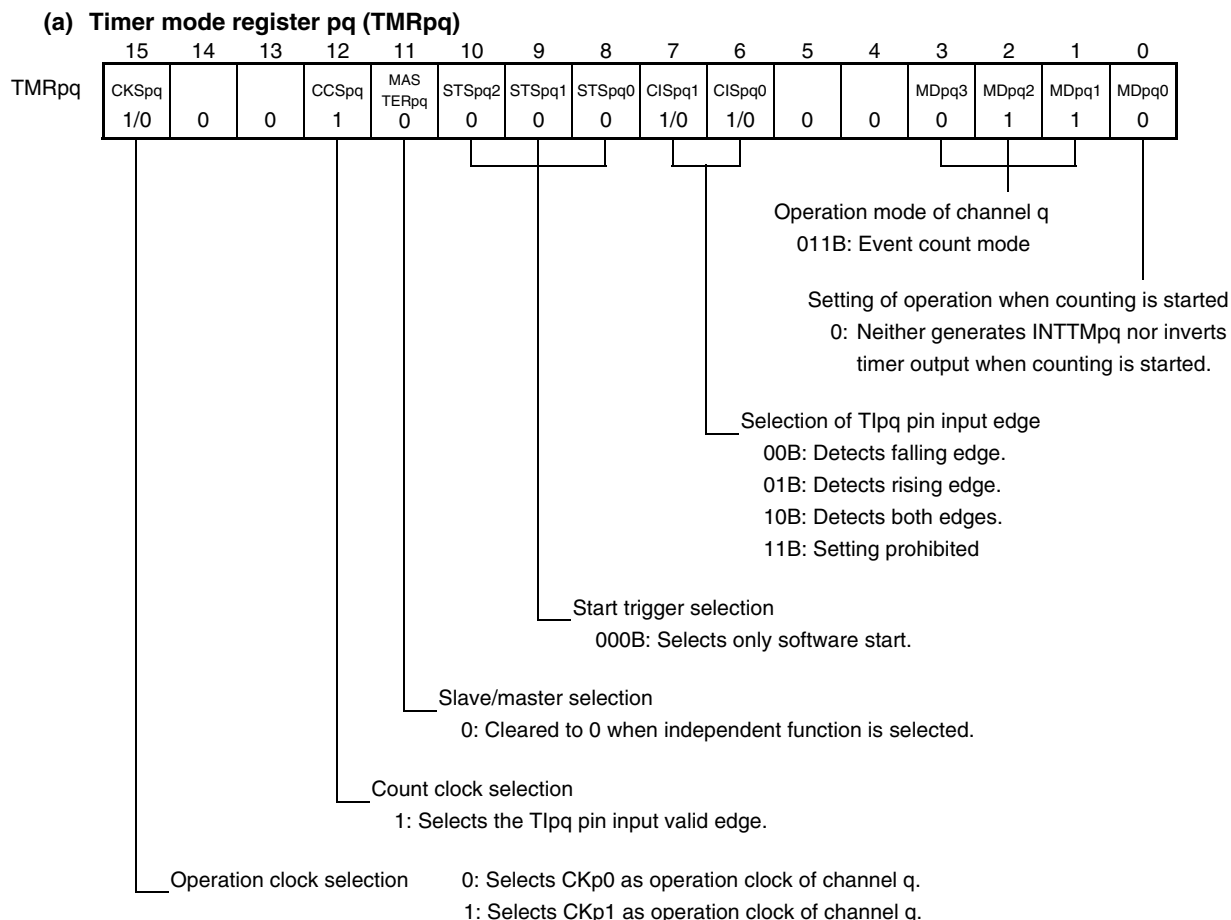 (a) Timer mode register pq (TMRpq)
15 14 13 12 11 10 9 8 7 6 5 4 3 2 1 0
TMRpq
CKSpq CCSpq MAS TERpq STSpq2 STSpq1 STSpq0 CISpq1 CISpq0 MDpq3 MDpq2 MDpq1 MDpq0
1/0 0 0 1 0 0 0 0 1/0 1/0 0 0 0 1 1 0
Operation mode of channel q
011B: Event count mode
Setting of operation when counting is started
0: Neither generates INTTMpq nor inverts
timer output when counting is started.
Selection of TIpq pin input edge
00B: Detects falling edge.
01B: Detects rising edge.
10B: Detects both edges.
11B: Setting prohibited
Start trigger selection
000B: Selects only software start.
Slave/master selection
0: Cleared to 0 when independent function is selected.
Count clock selection
1: Selects the TIpq pin input valid edge.
Operation clock selection 0: Selects CKp0 as operation clock of channel q.
1: Selects CKp1 as operation clock of channel q.